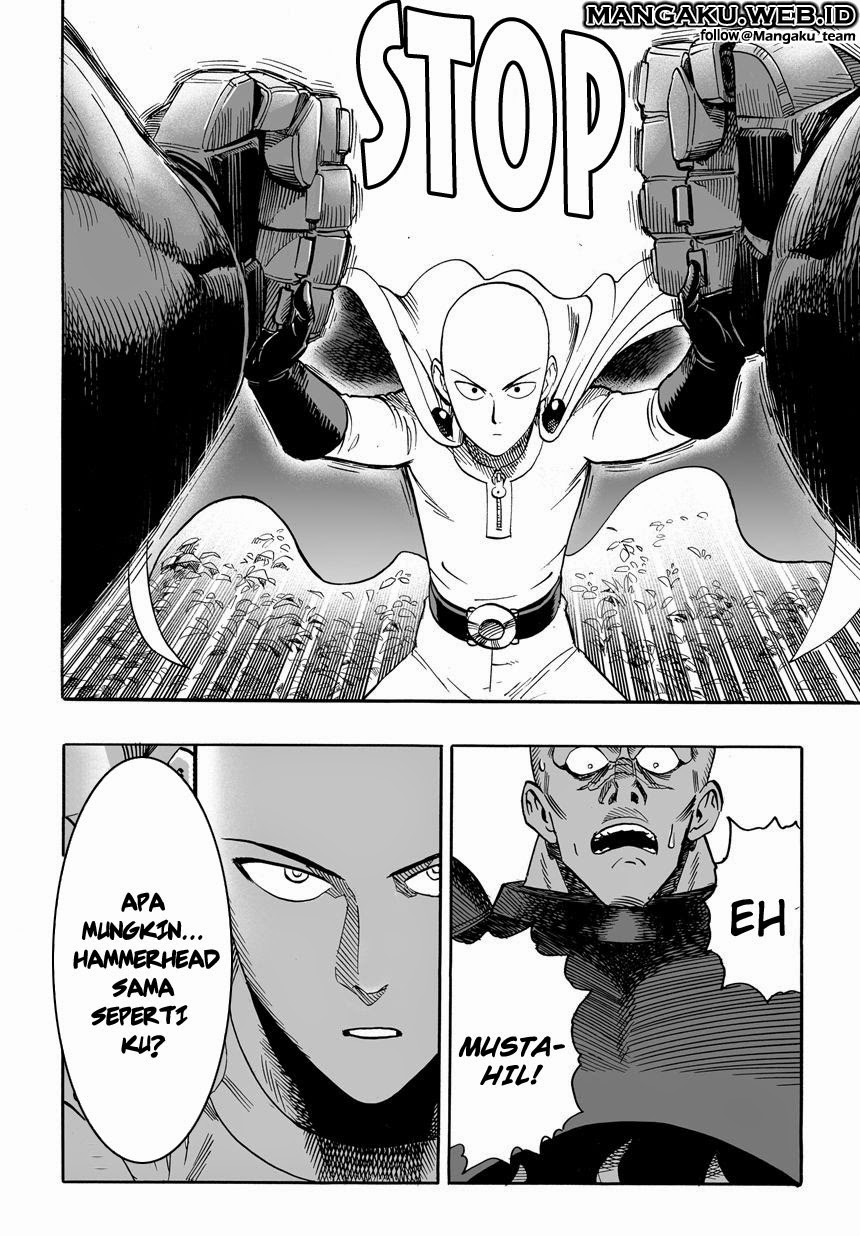 MANGAKU.WEB.ID
follow @Mangaku_team
STOP
EH
MUSTA-
HIL!
APA
MUNGKIN...
HAMMERHEAD
SAMA
SEPERTI
KU?